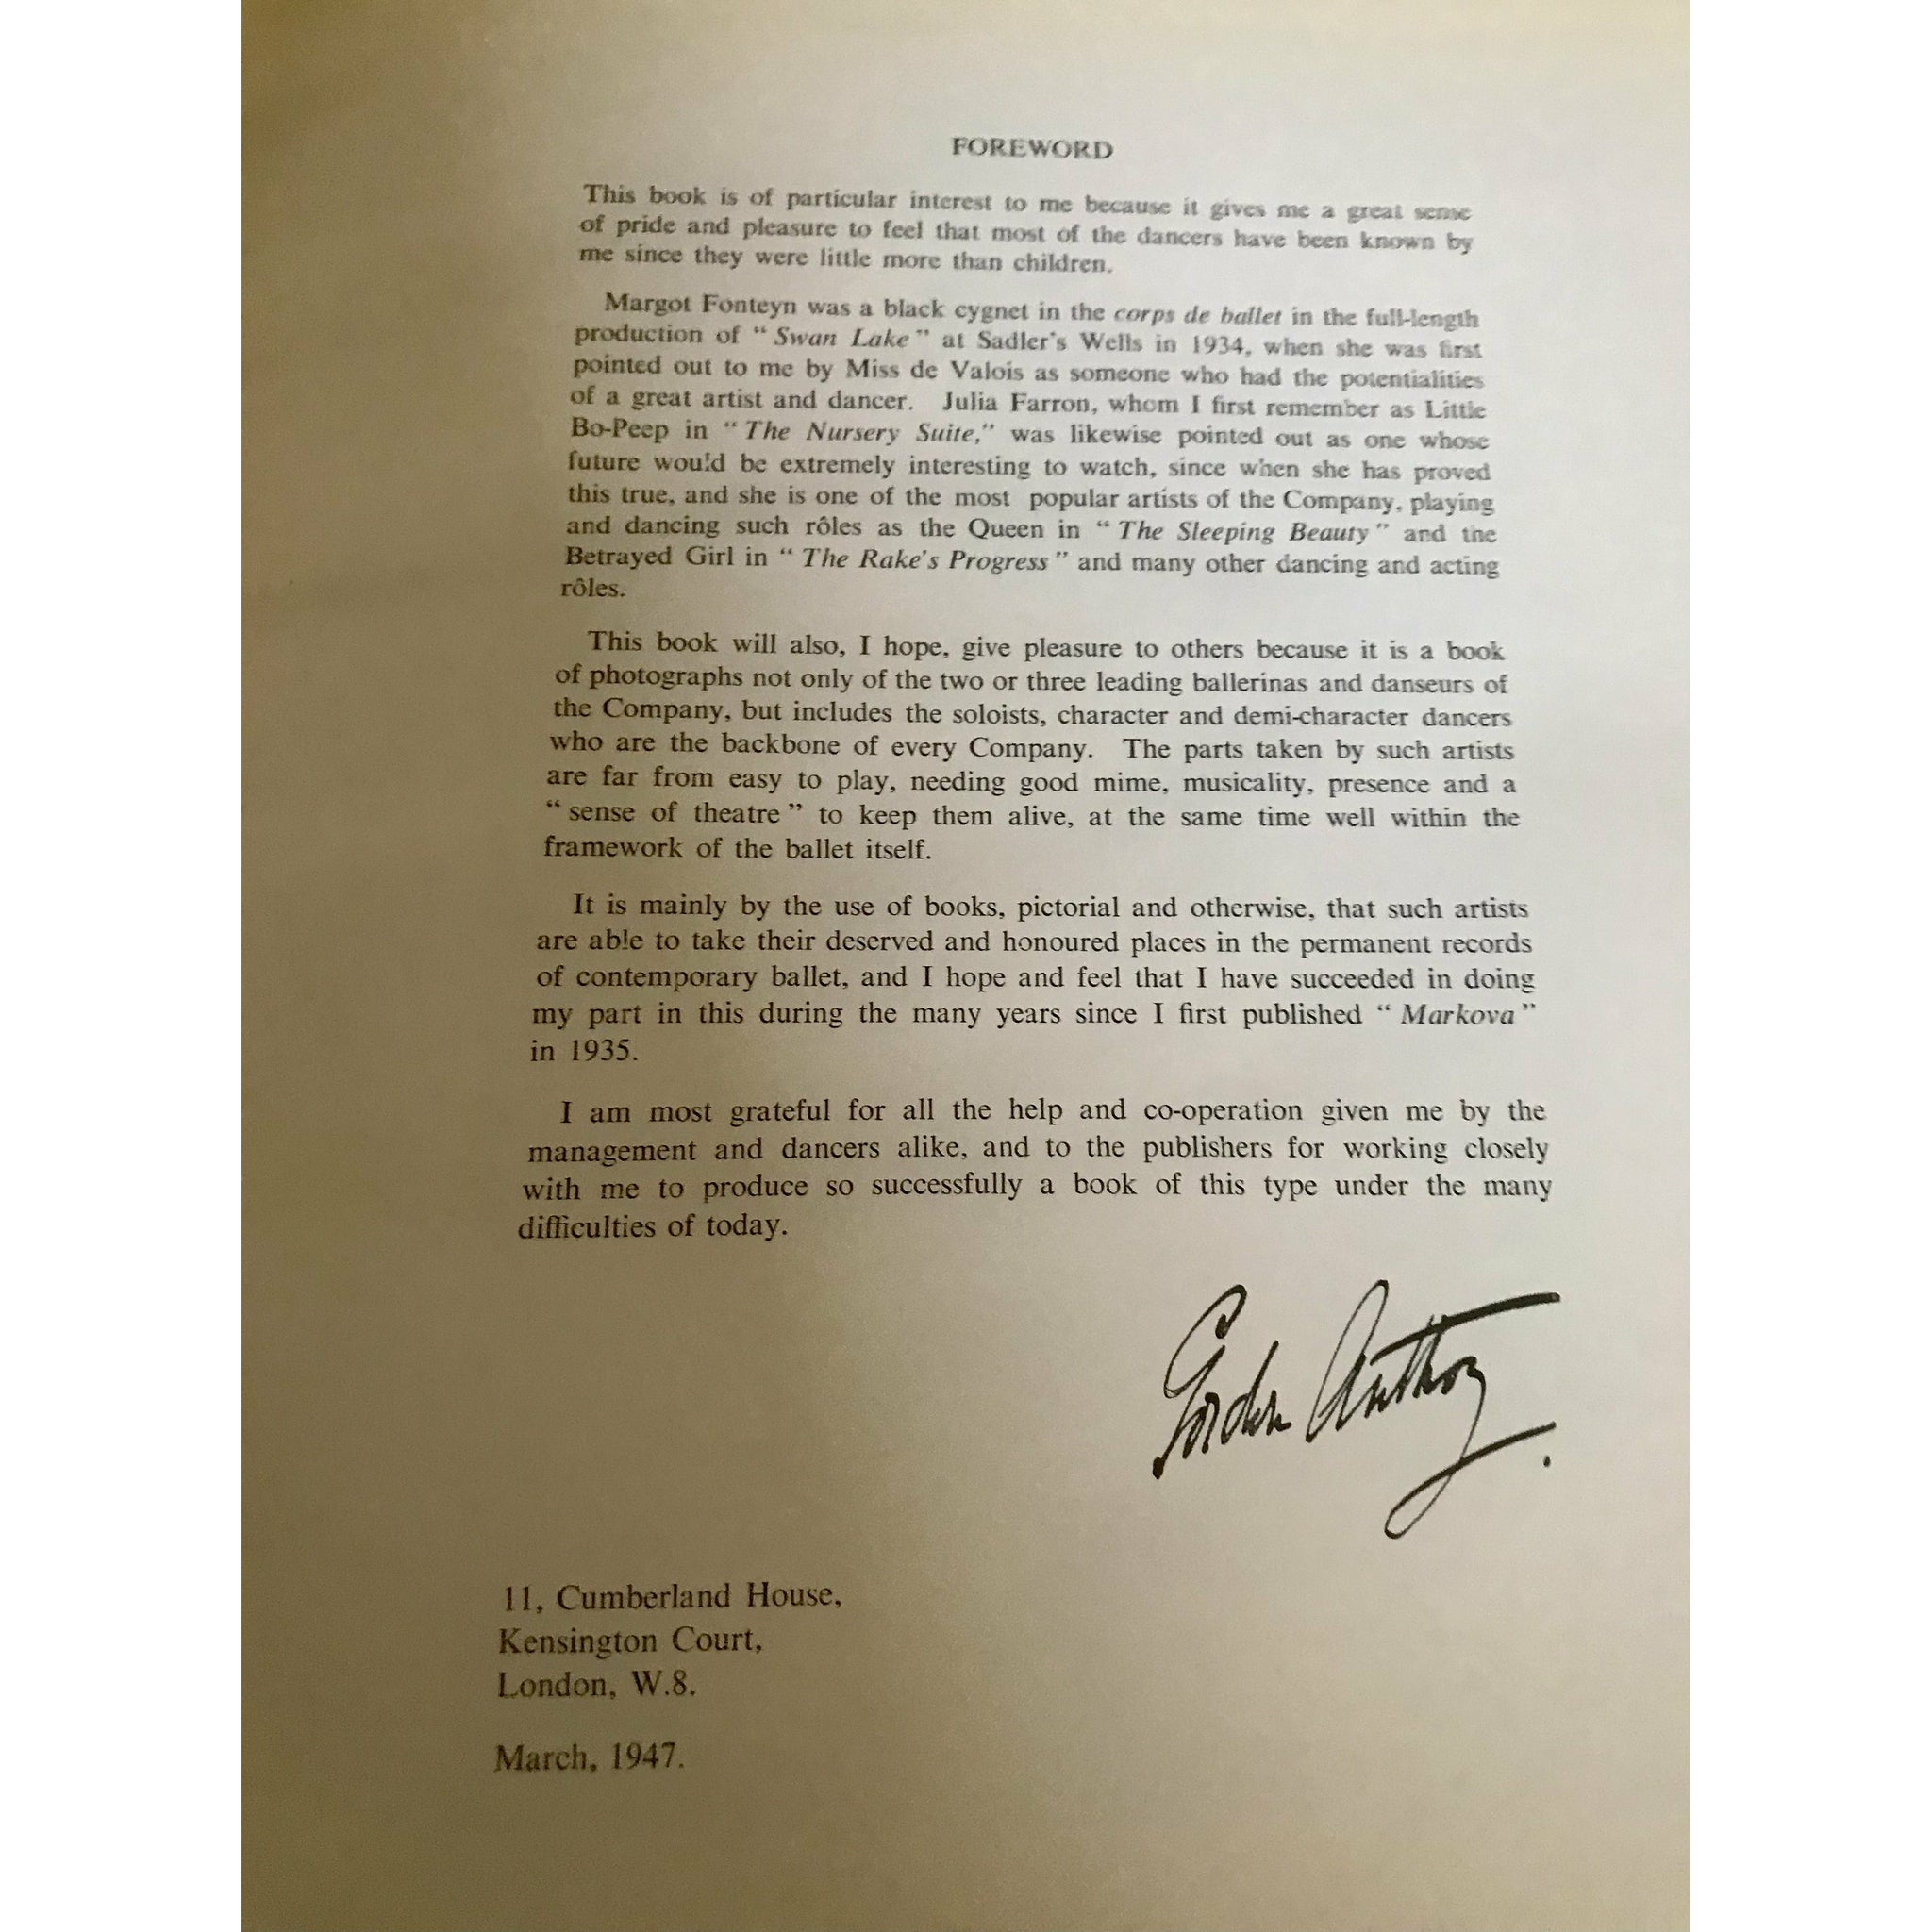 FOREWORD
This book is of particular interest to me because it gives me a great sense
of pride and pleasure to feel that most of the dancers have been known by
me since they were little more than children.
Margot Fonteyn was a black cygnet in the corps de ballet in the full-length
production of “ Swan Lake ” at Sadler's Wells in 1934, when she was first
pointed out to me by Miss de Valois as someone who had the potentialities
of a great artist and dancer. Julia Farron, whom I first remember as Little
Bo-Peep in “ The Nursery Suite,” was likewise pointed out as one whose
future would be extremely interesting to watch, since when she has proved
this true, and she is one of the most popular artists of the Company, playing
and dancing such rôles as the Queen in “ The Sleeping Beauty ” and the
Betrayed Girl in “ The Rake's Progress ” and many other dancing and acting
rôles.
This book will also, I hope, give pleasure to others because it is a book
of photographs not only of the two or three leading ballerinas and danseurs of
the Company, but includes the soloists, character and demi-character dancers
who are the backbone of every Company. The parts taken by such artists
are far from easy to play, needing good mime, musicality, presence and a
“ sense of theatre ” to keep them alive, at the same time well within the
framework of the ballet itself.
It is mainly by the use of books, pictorial and otherwise, that such artists
are able to take their deserved and honoured places in the permanent records
of contemporary ballet, and I hope and feel that I have succeeded in doing
my part in this during the many years since I first published “ Markova ”
in 1935.
I am most grateful for all the help and co-operation given me by the
management and dancers alike, and to the publishers for working closely
with me to produce so successfully a book of this type under the many
difficulties of today.
Gordon Anthony.
11, Cumberland House,
Kensington Court,
London, W.8.
March, 1947.